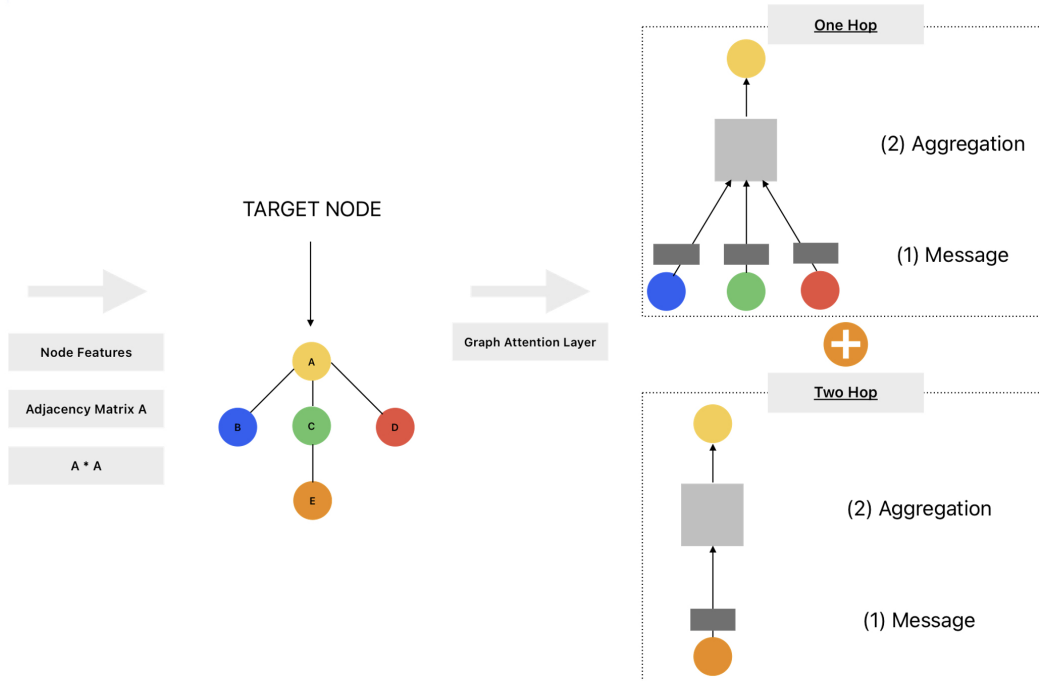 One Hop
(2) Aggregation
TARGET NODE
(1) Message
Node Features
Graph Attention Layer
A
Adjacency Matrix A
Two Hop
B
C
D
A * A
E
(2) Aggregation
(1) Message